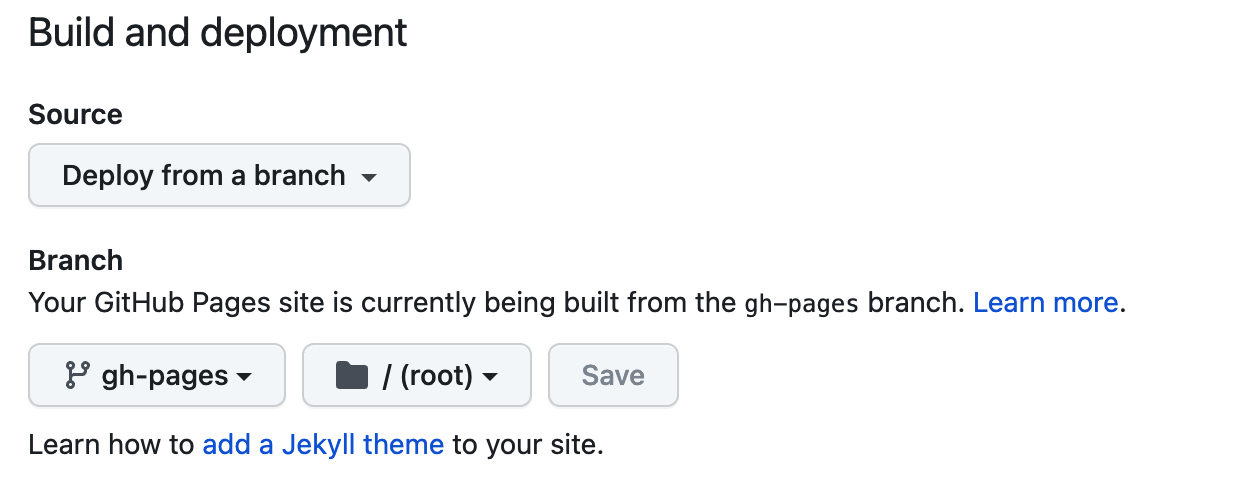 Build and deployment
Source
Deploy from a branch
Branch
Your GitHub Pages site is currently being built from the gh-pages branch. Learn more.
gh-pages / (root) Save
Learn how to add a Jekyll theme to your site.